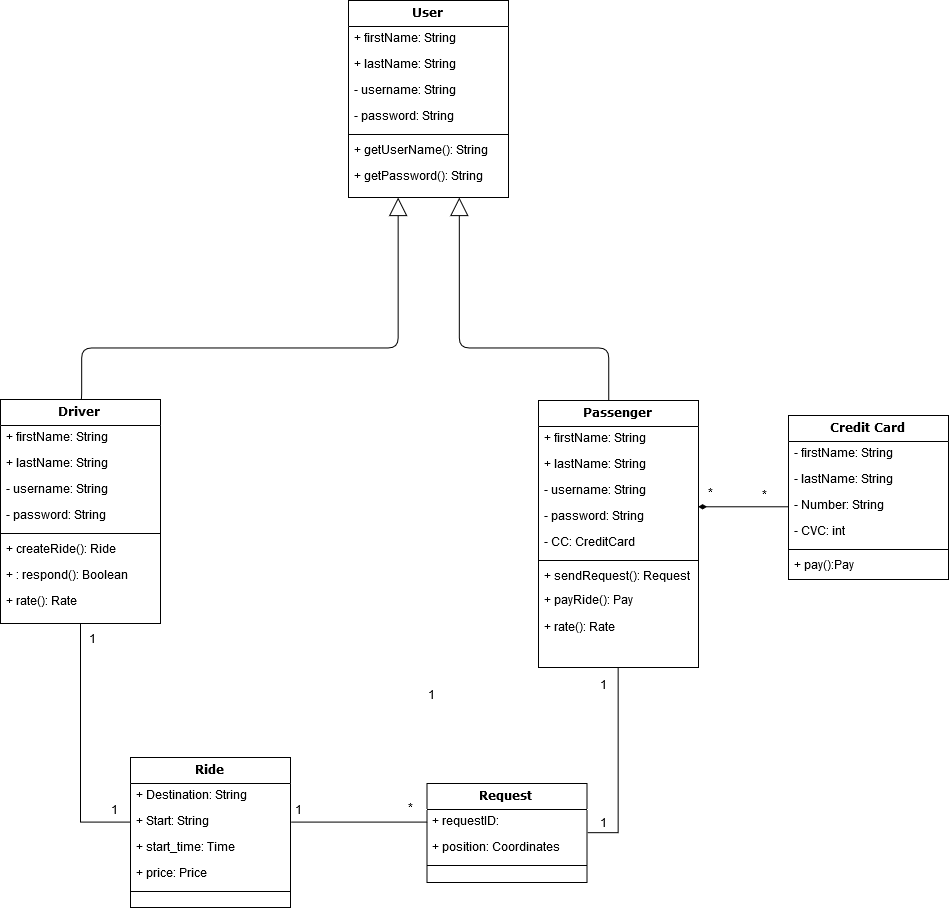 User
+ firstName: String
+ lastName: String
- username: String
- password: String
+ getUserName(): String
+ getPassword(): String
Driver
+ firstName: String
+ lastName: String
- username: String
- password: String
+ createRide(): Ride
+ : respond(): Boolean
+ rate(): Rate
Passenger
+ firstName: String
+ lastName: String
- username: String
- password: String
- CC: CreditCard
+ sendRequest(): Request
+ payRide(): Pay
+ rate(): Rate
* *
Credit Card
- firstName: String
- lastName: String
- Number: String
- CVC: int
+ pay():Pay
1
1
1
Ride
+ Destination: String
+ Start: String
+ start_time: Time
+ price: Price
1
1 *
Request
+ requestID:
+ position: Coordinates
1